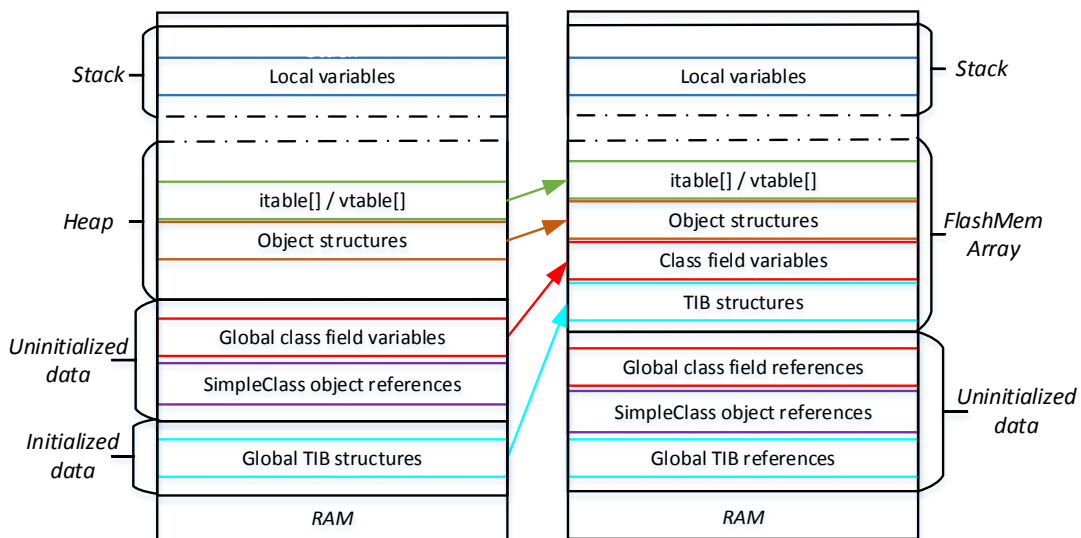 Stack
Local variables
Heap
itable[] / vtable[]
Object structures
Uninitialized
data
Global class field variables
SimpleClass object references
Initialized
data
Global TIB structures
RAM
Local variables
Stack
itable[] / vtable[]
Object structures
Class field variables
TIB structures
FlashMem
Array
Global class field references
SimpleClass object references
Global TIB references
Uninitialized
data
RAM